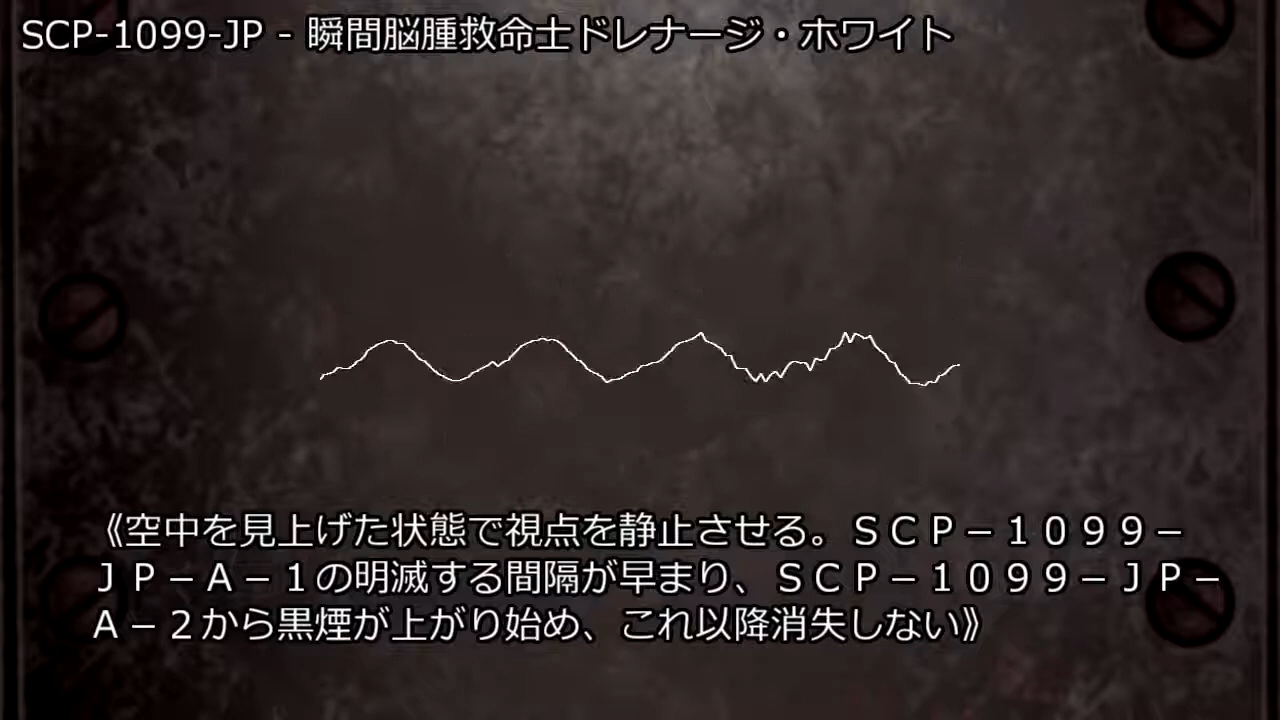 SCP-1099-JP - 瞬間脳腫救命士ドレナージ・ホワイト
《空中を見上げた状態で視点を静止させる。ＳＣＰ－１０９９－
ＪＰ－Ａ－１の明滅する間隔が早まり、ＳＣＰ－１０９９－ＪＰ－
Ａ－２から黒煙が上がり始め、これ以降消失しない》